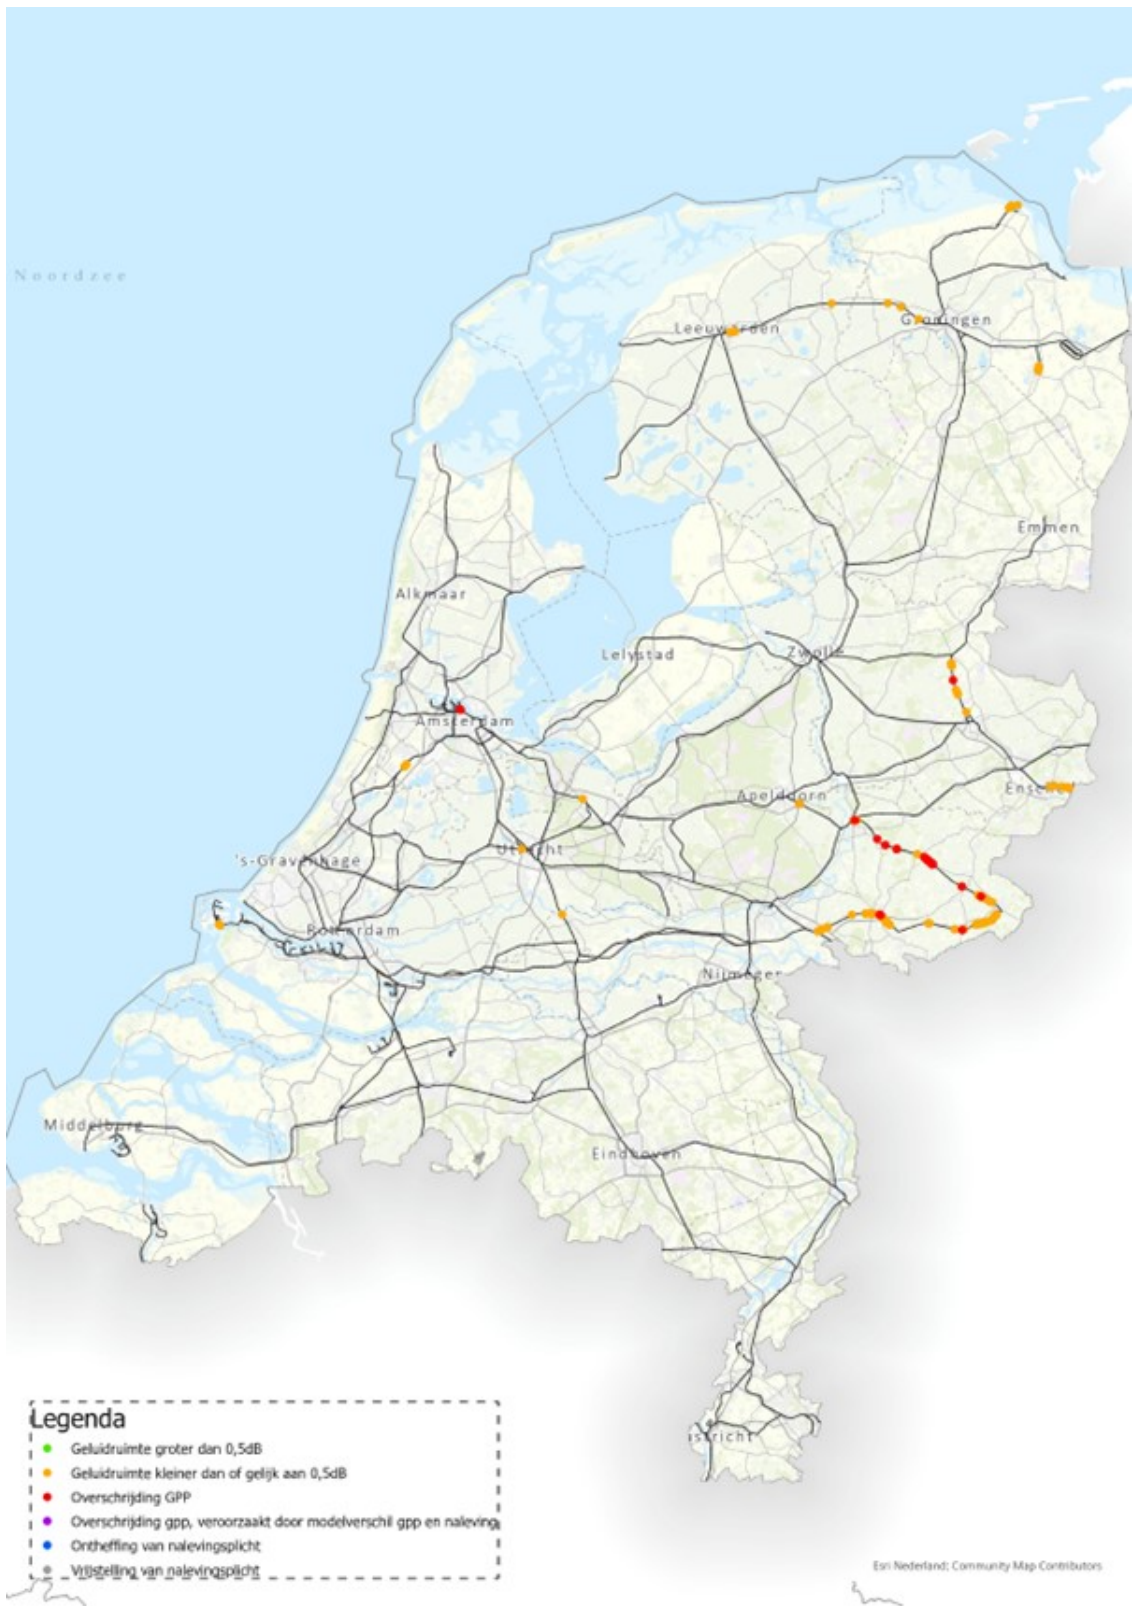 Noordzee
Leeuwarden
Groningen
Emmen
Alkmaar
Lelystad
Zwolle
Amsterdam
Apeldoorn
Utrecht
's-Gravenhage
Rotterdam
Middelburg
Eindhoven
Legenda
Geluidruimte groter dan 0,5dB
Geluidruimte kleiner dan of gelijk aan 0,5dB
Overschrijding GPP
Overschrijding gpp, veroorzaakt door modelverschil gpp en naleving
Ontheffing van nalevingsplicht
Vrijstelling van nalevingsplicht
Esri Nederland; Community Map Contributors